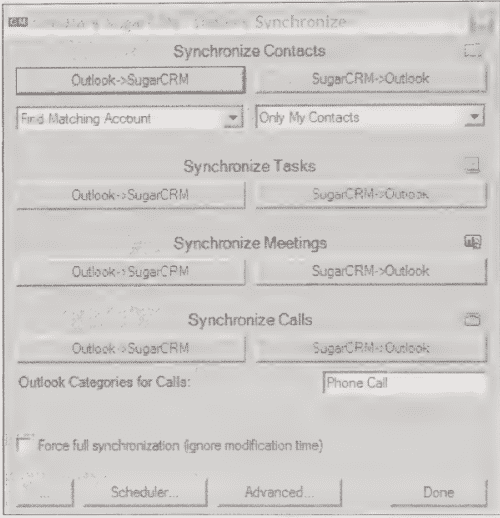 Synchronize
Synchronize Contacts
Outlook->SugarCRM SugarCRM->Outlook
Find Matching Account Only My Contacts
Synchronize Tasks
Outlook->SugarCRM SugarCRM->Outlook
Synchronize Meetings
Outlook->SugarCRM SugarCRM->Outlook
Synchronize Calls
Outlook->SugarCRM SugarCRM->Outlook
Outlook Categories for Calls: Phone Call
Force full synchronization (ignore modification time)
... Scheduler... Advanced... Done